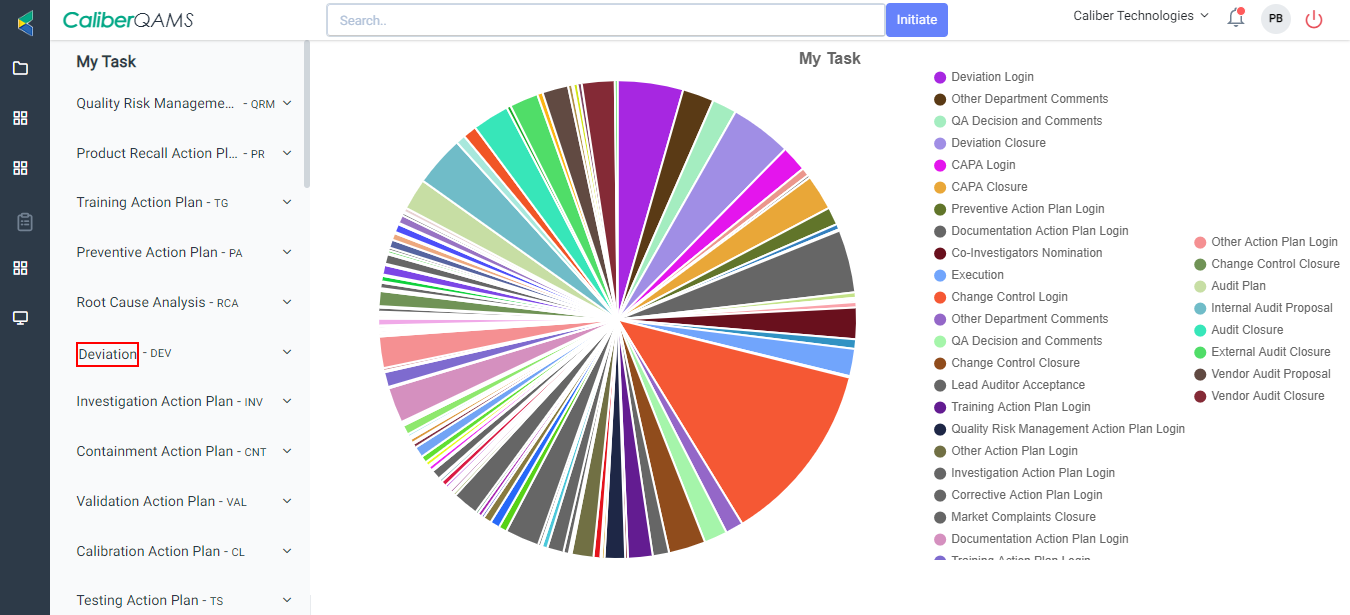 CaliberQAMS
Search..
Initiate
Caliber Technologies
PB
My Task
Quality Risk Manageme... - QRM
Product Recall Action Pl... - PR
Training Action Plan - TG
Preventive Action Plan - PA
Root Cause Analysis - RCA
Deviation - DEV
Investigation Action Plan - INV
Containment Action Plan - CNT
Validation Action Plan - VAL
Calibration Action Plan - CL
Testing Action Plan - TS
My Task
Deviation Login
Other Department Comments
QA Decision and Comments
Deviation Closure
CAPA Login
CAPA Closure
Preventive Action Plan Login
Documentation Action Plan Login
Co-Investigators Nomination
Execution
Change Control Login
Other Department Comments
QA Decision and Comments
Change Control Closure
Lead Auditor Acceptance
Training Action Plan Login
Quality Risk Management Action Plan Login
Other Action Plan Login
Investigation Action Plan Login
Corrective Action Plan Login
Market Complaints Closure
Documentation Action Plan Login
Training Action Plan Login
Other Action Plan Login
Change Control Closure
Audit Plan
Internal Audit Proposal
Audit Closure
External Audit Closure
Vendor Audit Proposal
Vendor Audit Closure